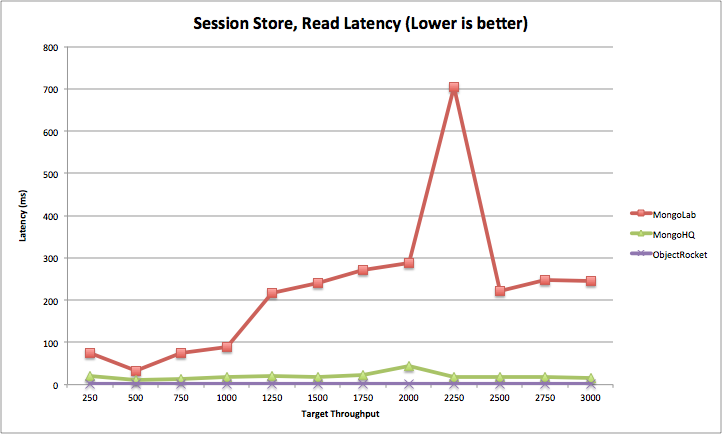 Session Store, Read Latency (Lower is better)
800
700
600
500
400
300
200
100
0
Latency (ms)
250 500 750 1000 1250 1500 1750 2000 2250 2500 2750 3000
Target Throughput
MongoLab
MongoHQ
ObjectRocket